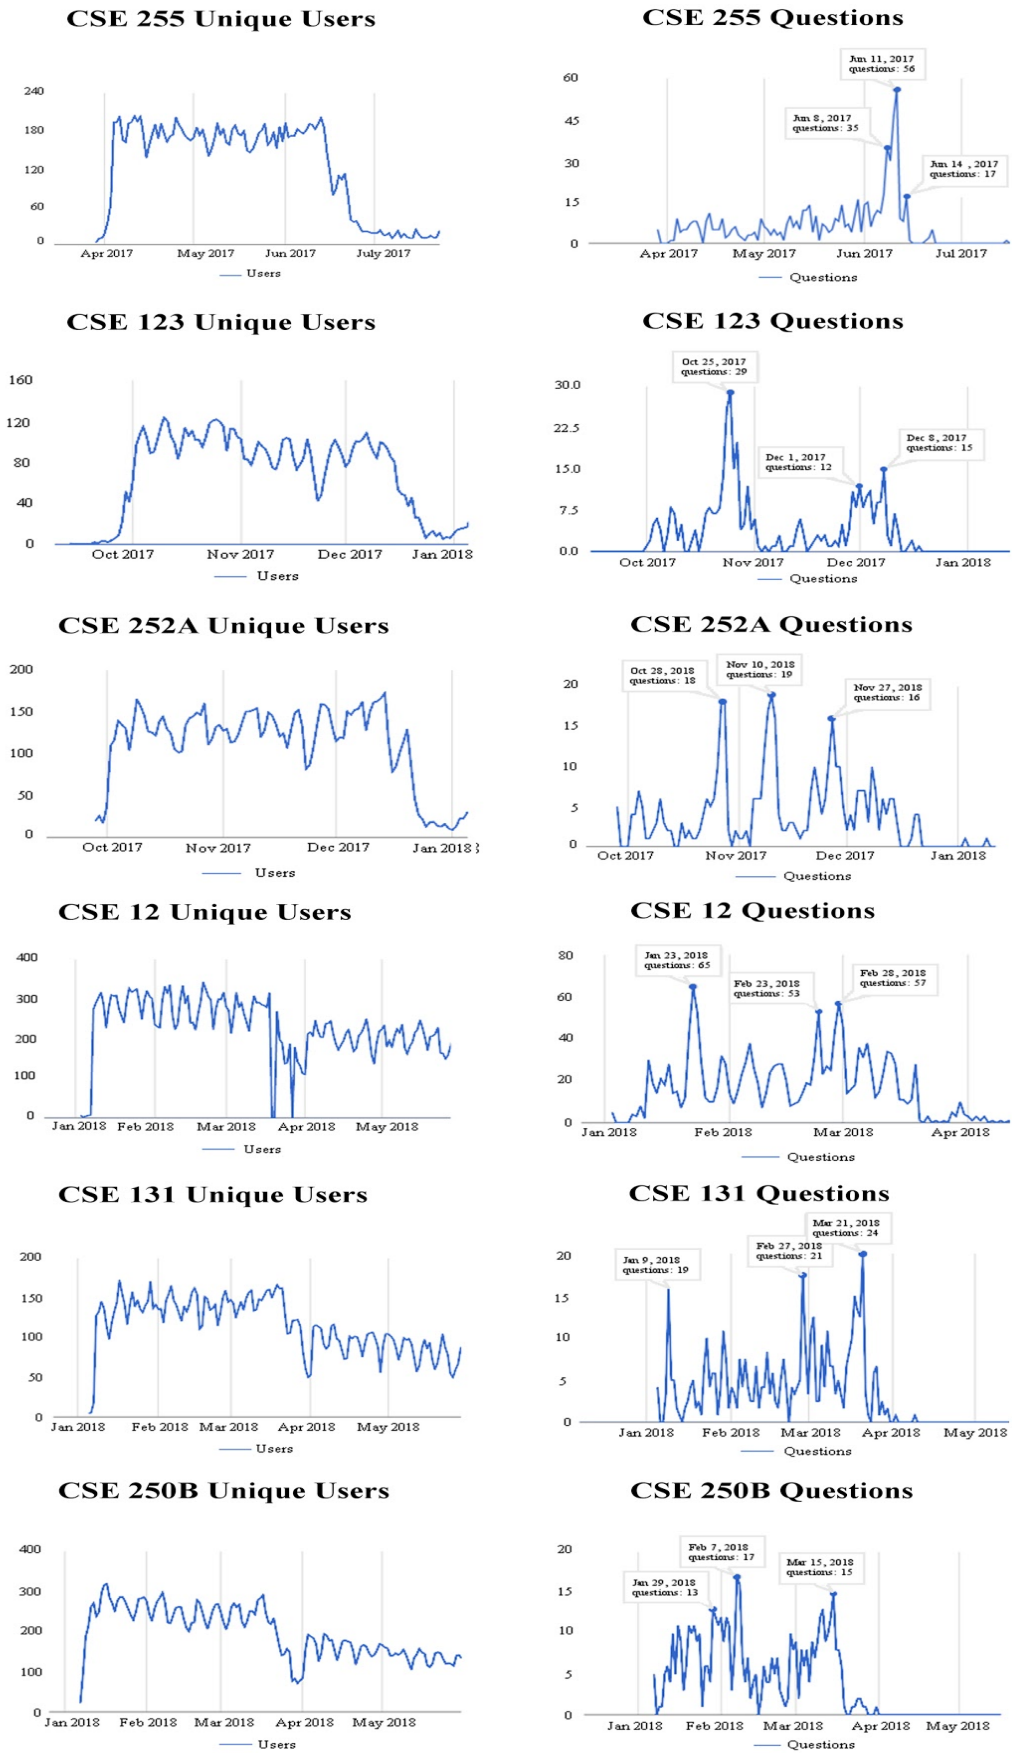 CSE 255 Unique Users
240
180
120
60
0
Apr 2017 May 2017 Jun 2017 July 2017
Users
CSE 255 Questions
Jun 11, 2017
questions: 56
Jun 8, 2017
questions: 35
Jun 14 , 2017
questions: 17
60
45
30
15
0
Apr 2017 May 2017 Jun 2017 Jul 2017
Questions
CSE 123 Unique Users
160
120
80
40
0
Oct 2017 Nov 2017 Dec 2017 Jan 2018
Users
CSE 123 Questions
Oct 25, 2017
questions: 29
Dec 1, 2017
questions: 12
Dec 8, 2017
questions: 15
30.0
22.5
15.0
7.5
0.0
Oct 2017 Nov 2017 Dec 2017 Jan 2018
Questions
CSE 252A Unique Users
200
150
100
50
0
Oct 2017 Nov 2017 Dec 2017 Jan 2018
Users
CSE 252A Questions
Oct 28, 2018
questions: 18
Nov 10, 2018
questions: 19
Nov 27, 2018
questions: 16
20
15
10
5
0
Oct 2017 Nov 2017 Dec 2017 Jan 2018
Questions
CSE 12 Unique Users
400
300
200
100
0
Jan 2018 Feb 2018 Mar 2018 Apr 2018 May 2018
Users
CSE 12 Questions
Jan 23, 2018
questions: 65
Feb 23, 2018
questions: 53
Feb 28, 2018
questions: 57
80
60
40
20
0
Jan 2018 Feb 2018 Mar 2018 Apr 2018
Questions
CSE 131 Unique Users
200
150
100
50
0
Jan 2018 Feb 2018 Mar 2018 Apr 2018 May 2018
Users
CSE 131 Questions
Jan 9, 2018
questions: 19
Feb 27, 2018
questions: 21
Mar 21, 2018
questions: 24
20
15
10
5
0
Jan 2018 Feb 2018 Mar 2018 Apr 2018 May 2018
Questions
CSE 250B Unique Users
400
300
200
100
0
Jan 2018 Feb 2018 Mar 2018 Apr 2018 May 2018
Users
CSE 250B Questions
Jan 29, 2018
questions: 13
Feb 7, 2018
questions: 17
Mar 15, 2018
questions: 15
20
15
10
5
0
Jan 2018 Feb 2018 Mar 2018 Apr 2018 May 2018
Questions